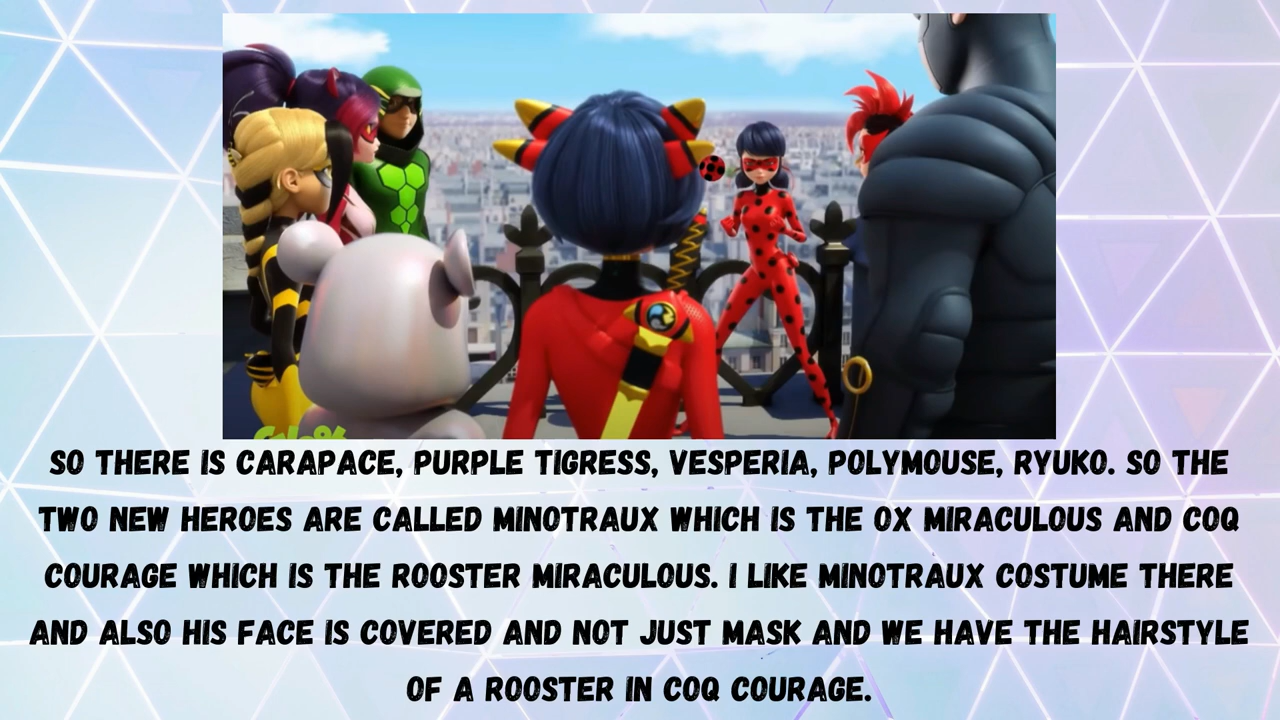 SO THERE IS CARAPACE, PURPLE TIGRESS, VESPERIA, POLYMOUSE, RYUKO. SO THE
TWO NEW HEROES ARE CALLED MINOTRAUX WHICH IS THE OX MIRACULOUS AND COQ
COURAGE WHICH IS THE ROOSTER MIRACULOUS. I LIKE MINOTRAUX COSTUME THERE
AND ALSO HIS FACE IS COVERED AND NOT JUST MASK AND WE HAVE THE HAIRSTYLE
OF A ROOSTER IN COQ COURAGE.